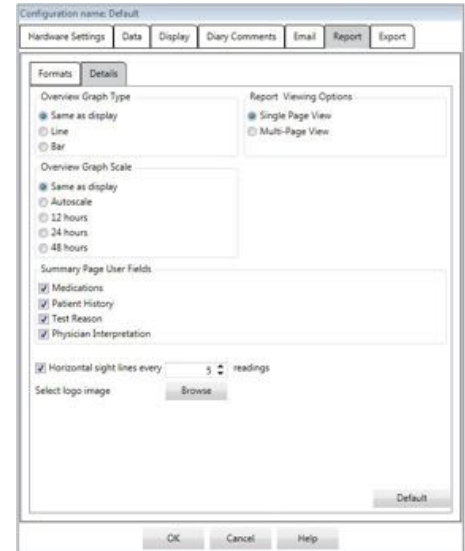 Configuration name: Default
Hardware Settings Data Display Diary Comments Email Report Export
Formats Details
Overview Graph Type
Same as display
Line
Bar
Report Viewing Options
Single Page View
Multi-Page View
Overview Graph Scale
Same as display
Autoscale
12 hours
24 hours
48 hours
Summary Page User Fields
Medications
Patient History
Test Reason
Physician Interpretation
Horizontal sight lines every 5 readings
Select logo image Browse
Default
OK Cancel Help